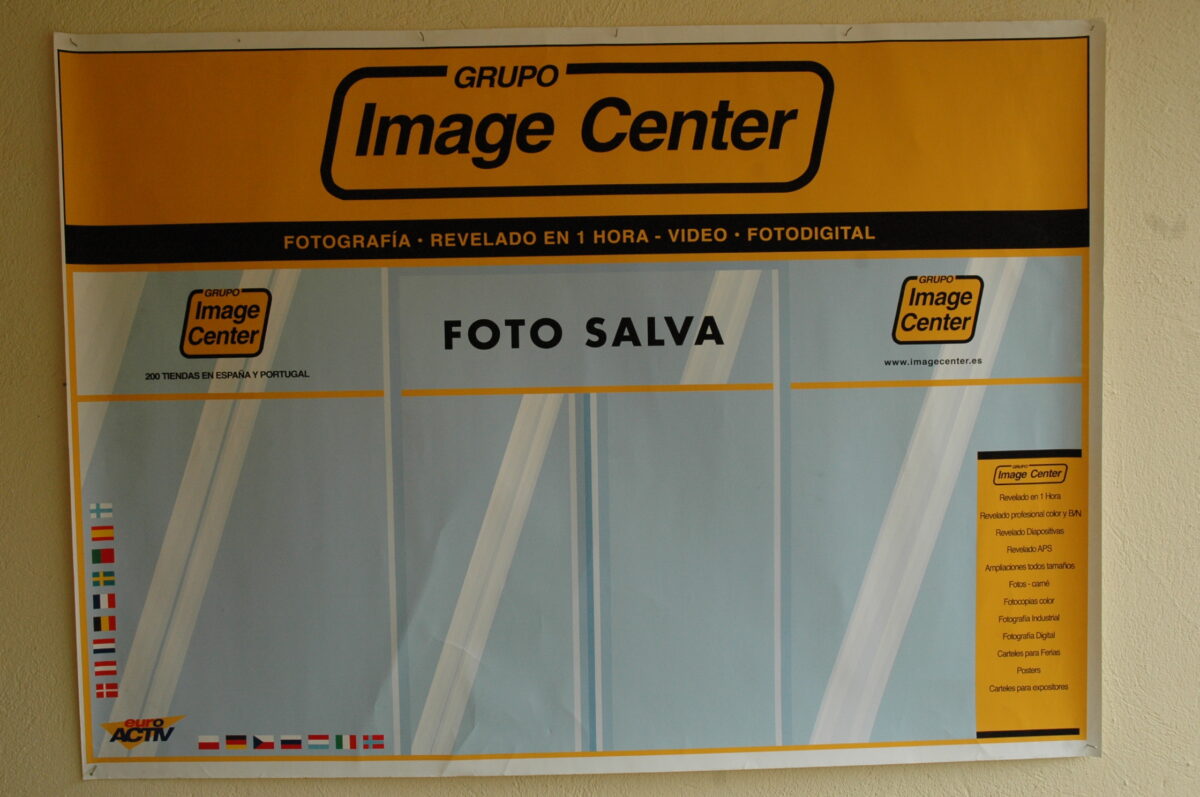 GRUPO
Image Center
FOTOGRAFÍA · REVELADO EN 1 HORA - VIDEO · FOTODIGITAL
GRUPO
Image
Center
200 TIENDAS EN ESPAÑA Y PORTUGAL
FOTO SALVA
GRUPO
Image
Center
www.imagecenter.es
GRUPO
Image Center
Revelado en 1 Hora
Revelado profesional color y B/N
Revelado Diapositivas
Revelado APS
Ampliaciones todos tamaños
Fotos - carné
Fotocopias color
Fotografía Industrial
Fotografía Digital
Carteles para Ferias
Posters
Carteles para expositores
euro
ACTIV